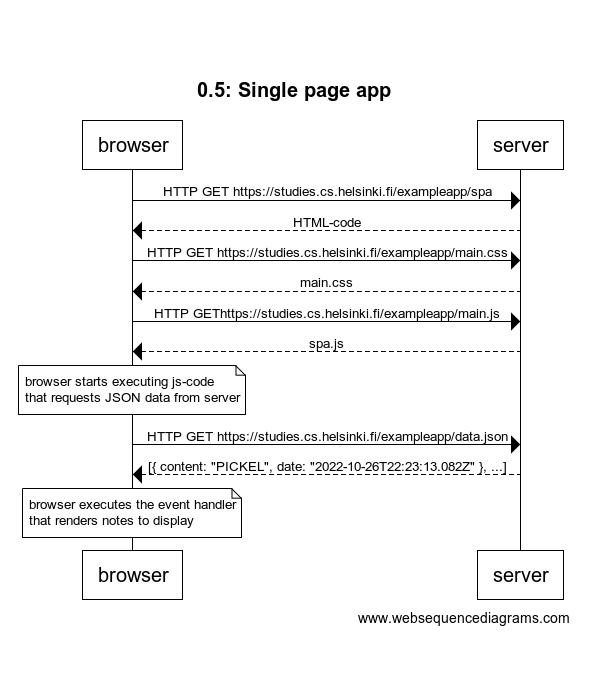 0.5: Single page app
browser
server
HTTP GET https://studies.cs.helsinki.fi/exampleapp/spa
HTML-code
HTTP GET https://studies.cs.helsinki.fi/exampleapp/main.css
main.css
HTTP GEThttps://studies.cs.helsinki.fi/exampleapp/main.js
spa.js
browser starts executing js-code
that requests JSON data from server
HTTP GET https://studies.cs.helsinki.fi/exampleapp/data.json
[{ content: "PICKEL", date: "2022-10-26T22:23:13.082Z" }, ...]
browser executes the event handler
that renders notes to display
browser
server
www.websequencediagrams.com